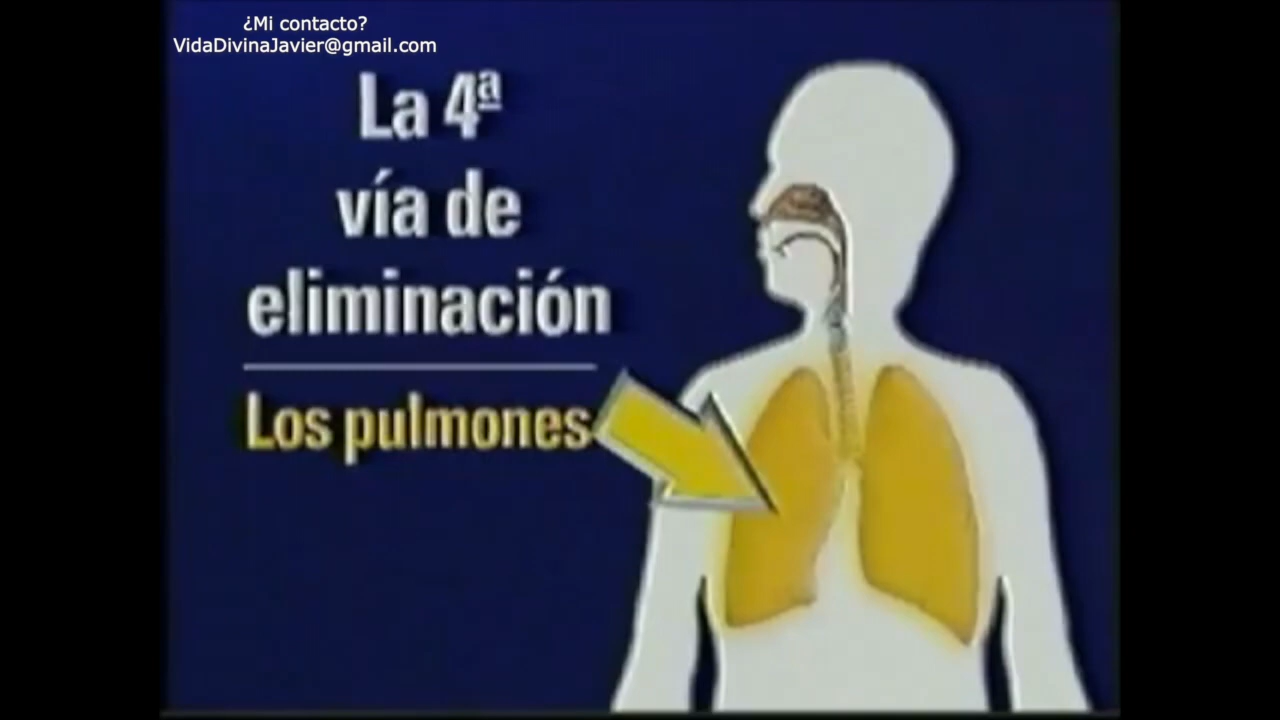 ¿Mi contacto?
VidaDivinaJavier@gmail.com
La 4ª
vía de
eliminación
Los pulmones